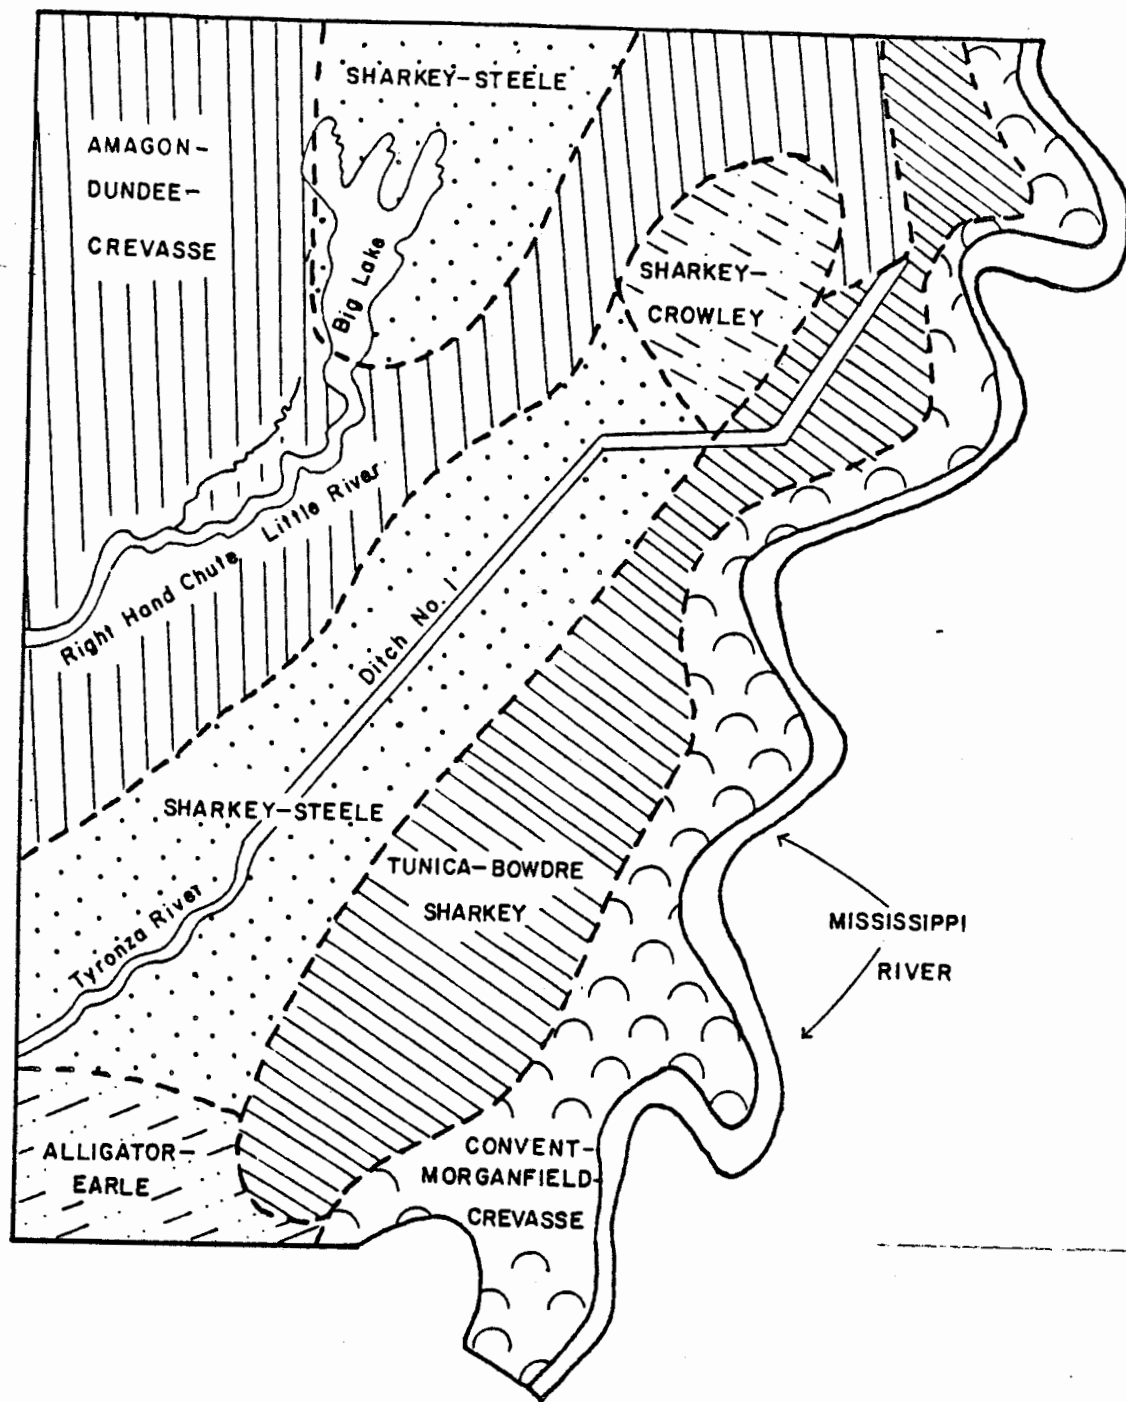 SHARKEY-STEELE
AMAGON-
DUNDEE-
CREVASSE
Big Lake
SHARKEY-
CROWLEY
Right Hand Chute Little River
Ditch No. 1
SHARKEY-STEELE
TUNICA-BOWDRE
SHARKEY
Tyronza River
MISSISSIPPI
RIVER
ALLIGATOR-
EARLE
CONVENT-
MORGANFIELD-
CREVASSE